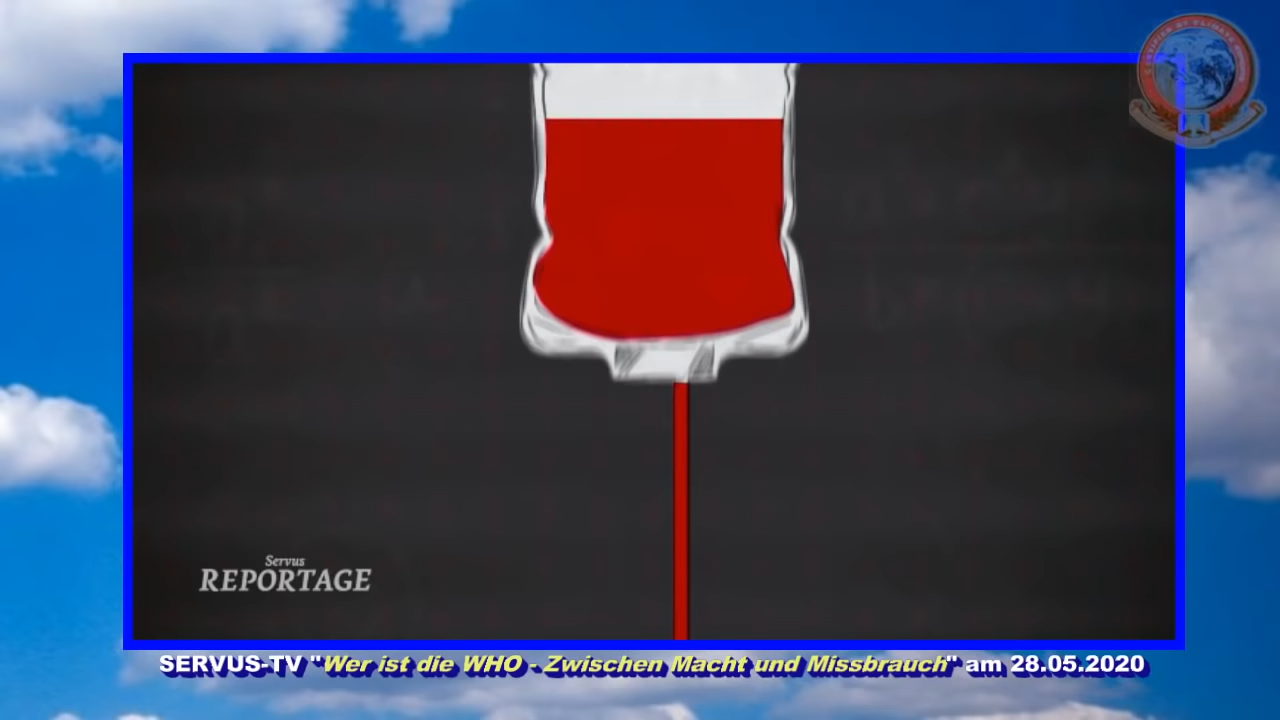 Servus
REPORTAGE
SERVUS-TV "Wer ist die WHO - Zwischen Macht und Missbrauch" am 28.05.2020